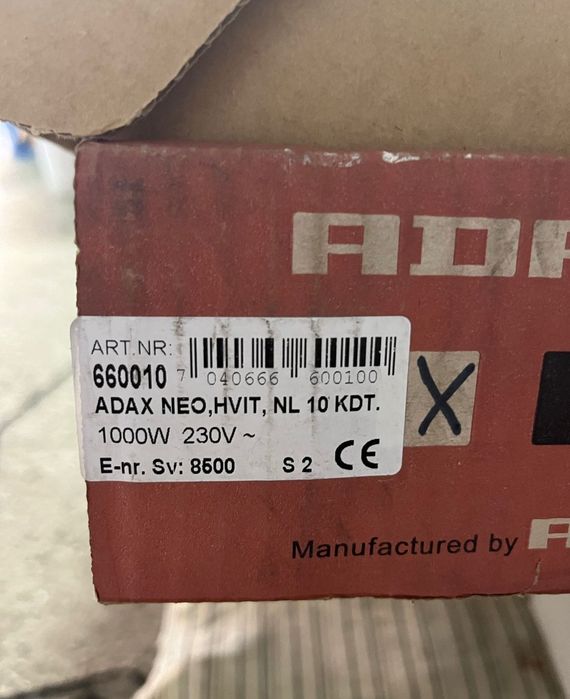 ADA
ART.NR:
660010
7 040666 600100
ADAX NEO,HVIT, NL 10 KDT.
1000W 230V ~
E-nr. Sv: 8500 S 2 CE
X
Manufactured by A